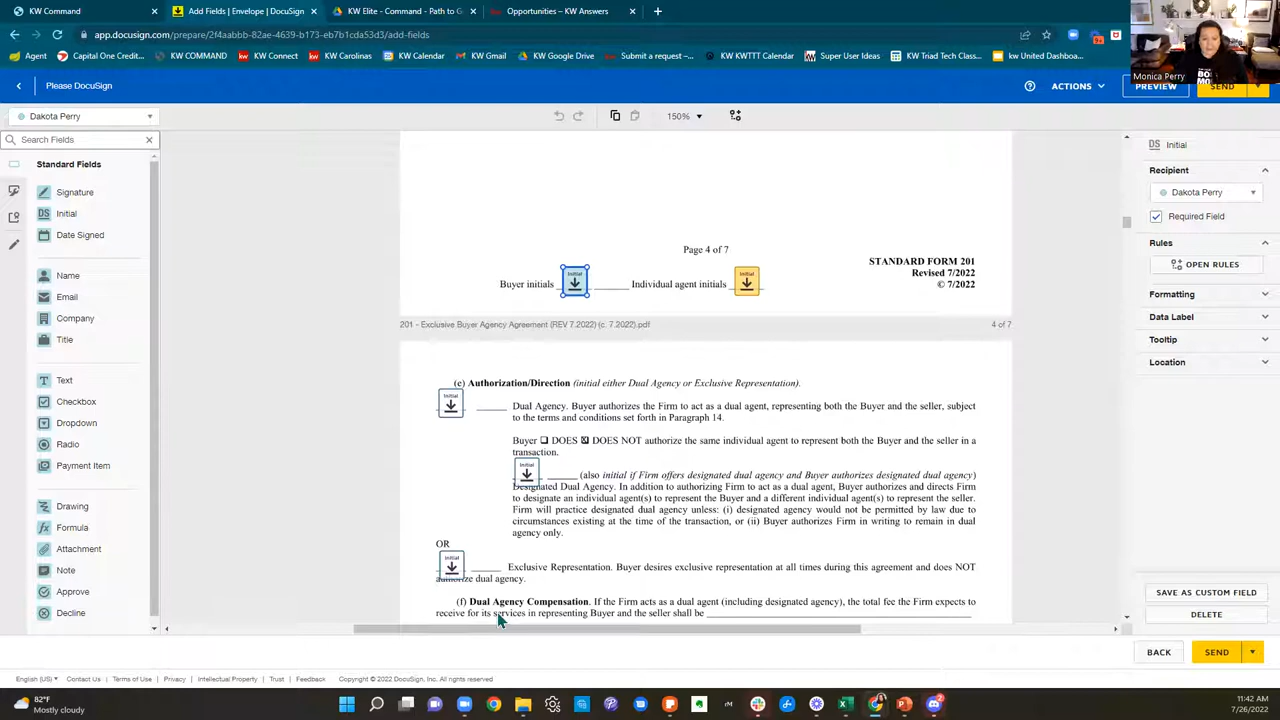 KW Command
Add Fields | Envelope | DocuSign
KW Elite - Command - Path to G
Opportunities – KW Answers
app.docusign.com/prepare/2f4aabbb-82ae-4639-b173-eb7b1cda53d3/add-fields
Agent
Capital One Credit...
KW COMMAND
KW Connect
KW Carolinas
KW Calendar
KW Gmail
KW Google Drive
Submit a request –...
KW KWTTT Calendar
Super User Ideas
KW Triad Tech Class...
kw United Dashboa...
Monica Perry
Please DocuSign
ACTIONS
PREVIEW
SEND
Dakota Perry
150%
Search Fields
Standard Fields
Signature
DS Initial
Date Signed
Name
Email
Company
Title
Text
Checkbox
Dropdown
Radio
Payment Item
Drawing
Formula
Attachment
Note
Approve
Decline
Page 4 of 7
STANDARD FORM 201
Revised 7/2022
© 7/2022
Buyer initials Initial ______ Individual agent initials Initial
201 - Exclusive Buyer Agency Agreement (REV 7.2022) (c. 7.2022).pdf
4 of 7
(e) Authorization/Direction (initial either Dual Agency or Exclusive Representation).
Initial
Dual Agency. Buyer authorizes the Firm to act as a dual agent, representing both the Buyer and the seller, subject
to the terms and conditions set forth in Paragraph 14.
Buyer ❑ DOES ☒ DOES NOT authorize the same individual agent to represent both the Buyer and the seller in a
transaction.
Initial
(also initial if Firm offers designated dual agency and Buyer authorizes designated dual agency)
Designated Dual Agency. In addition to authorizing Firm to act as a dual agent, Buyer authorizes and directs Firm
to designate an individual agent(s) to represent the Buyer and a different individual agent(s) to represent the seller.
Firm will practice designated dual agency unless: (i) designated agency would not be permitted by law due to
circumstances existing at the time of the transaction, or (ii) Buyer authorizes Firm in writing to remain in dual
agency only.
OR
Initial
Exclusive Representation. Buyer desires exclusive representation at all times during this agreement and does NOT
authorize dual agency.
(f) Dual Agency Compensation. If the Firm acts as a dual agent (including designated agency), the total fee the Firm expects to
receive for its services in representing Buyer and the seller shall be
DS Initial
Recipient
Dakota Perry
Required Field
Rules
OPEN RULES
Formatting
Data Label
Tooltip
Location
SAVE AS CUSTOM FIELD
DELETE
BACK
SEND
English (US)
Contact Us
Terms of Use
Privacy
Intellectual Property
Trust
Feedback
Copyright © 2022 DocuSign, Inc. All rights reserved
82°F
Mostly cloudy
11:42 AM
7/26/2022